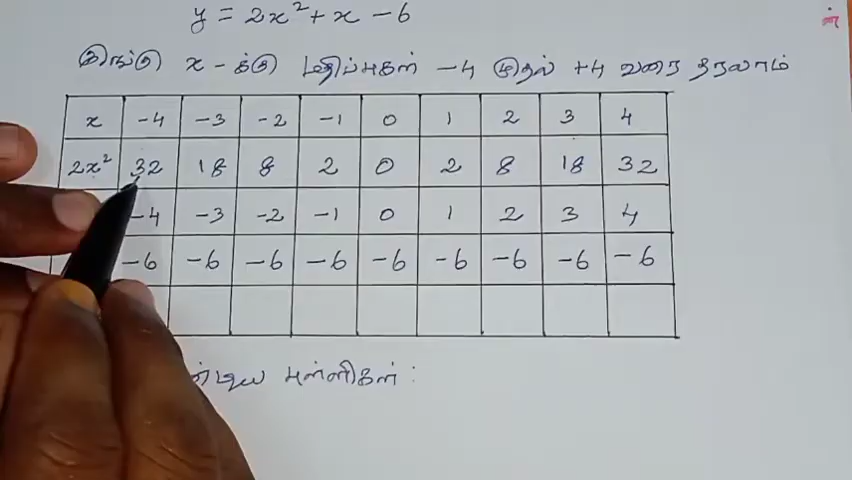 y = 2x² + x - 6
இங்கு x - க்கு மதிப்புகள் -4 முதல் +4 வரை தரலாம்
x -4 -3 -2 -1 0 1 2 3 4
2x² 32 18 8 2 0 2 8 18 32
-4 -3 -2 -1 0 1 2 3 4
-6 -6 -6 -6 -6 -6 -6 -6 -6
புள்ளிகள் :